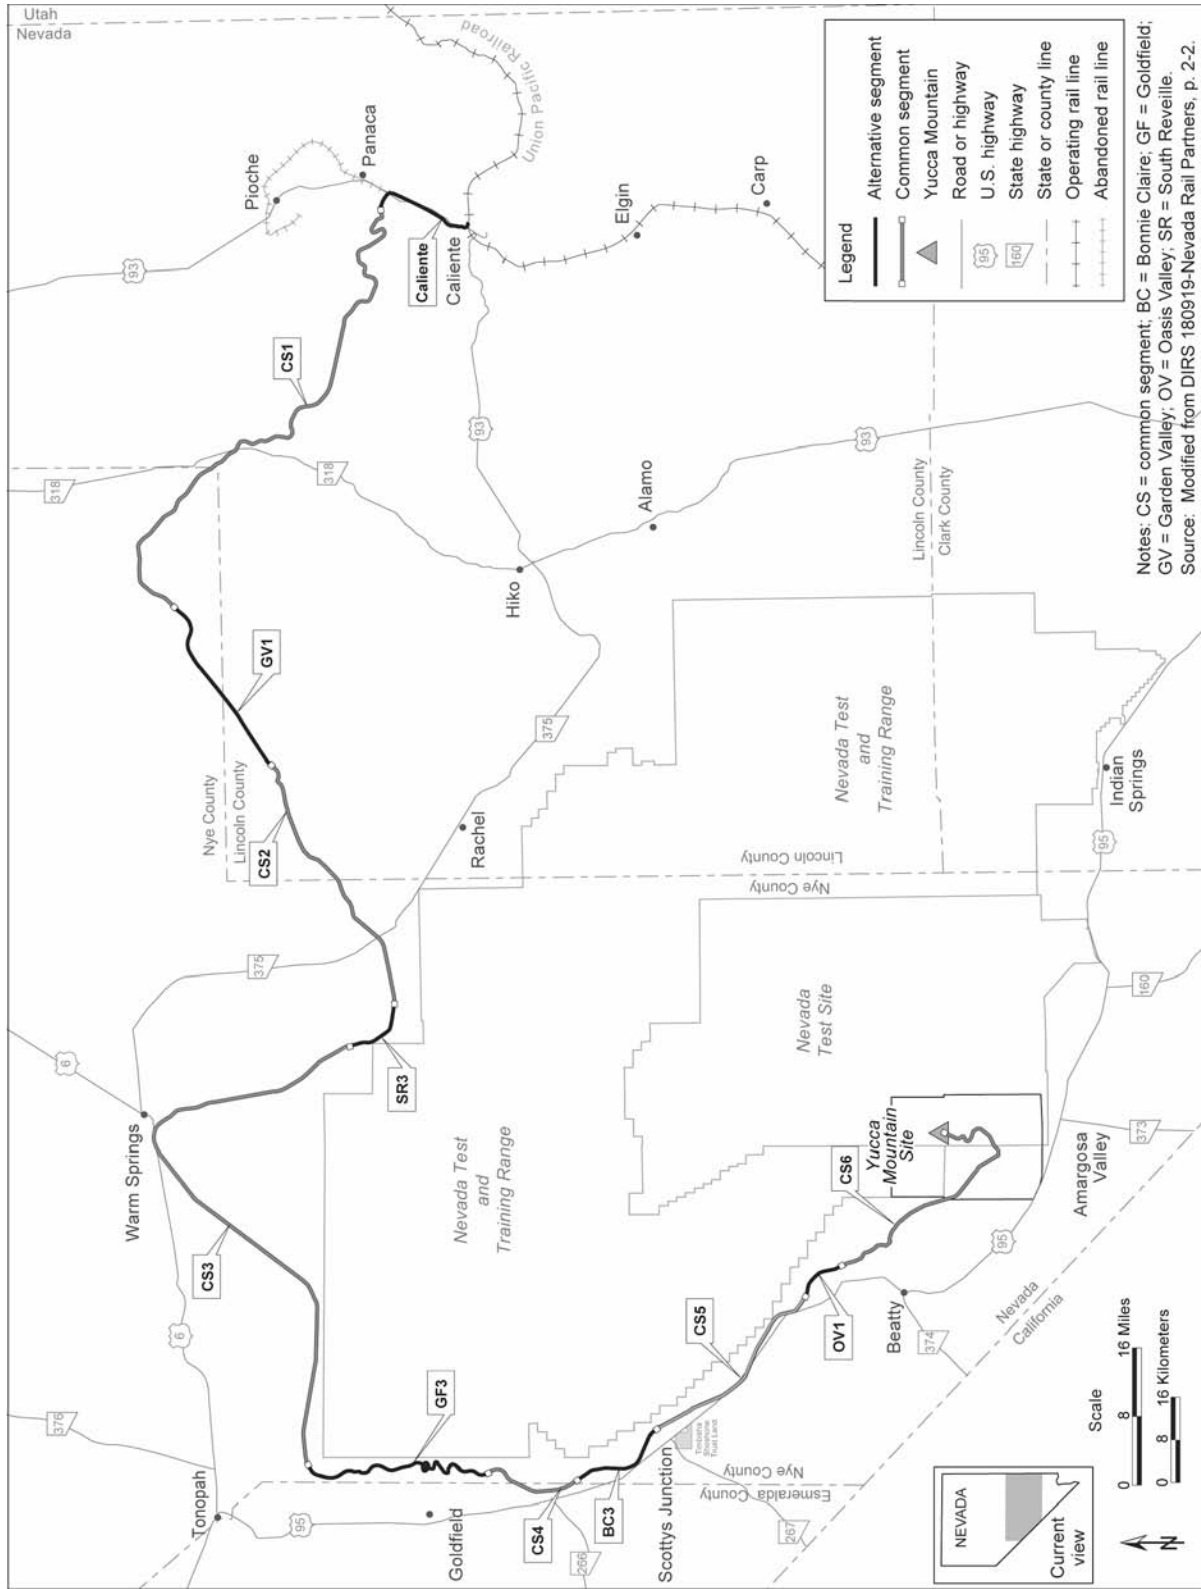 Utah
Nevada
Union Pacific Railroad
Pioche
Panaca
93
Caliente
Caliente
Elgin
Carp
CS1
318
318
93
Hiko
Alamo
93
Lincoln County
Clark County
GV1
Nye County
Lincoln County
CS2
375
Rachel
Nevada Test
and
Training Range
Indian
Springs
95
Lincoln County
Nye County
375
6
Warm Springs
SR3
Nevada
Test Site
160
CS3
Nevada Test
and
Training Range
Yucca
Mountain
Site
CS6
Amargosa
Valley
373
95
6
376
Tonopah
95
Goldfield
GF3
CS4
266
BC3
Scottys Junction
Timbisha
Shoshone
Trust Land
Nye County
Esmeralda County
267
CS5
OV1
Beatty
374
Nevada
California
Legend
Alternative segment
Common segment
Yucca Mountain
Road or highway
95
U.S. highway
160
State highway
State or county line
Operating rail line
Abandoned rail line
Scale
0 8 16 Miles
0 8 16 Kilometers
NEVADA
Current
view
N
Notes: CS = common segment; BC = Bonnie Claire; GF = Goldfield;
GV = Garden Valley; OV = Oasis Valley; SR = South Reveille.
Source: Modified from DIRS 180919-Nevada Rail Partners, p. 2-2.